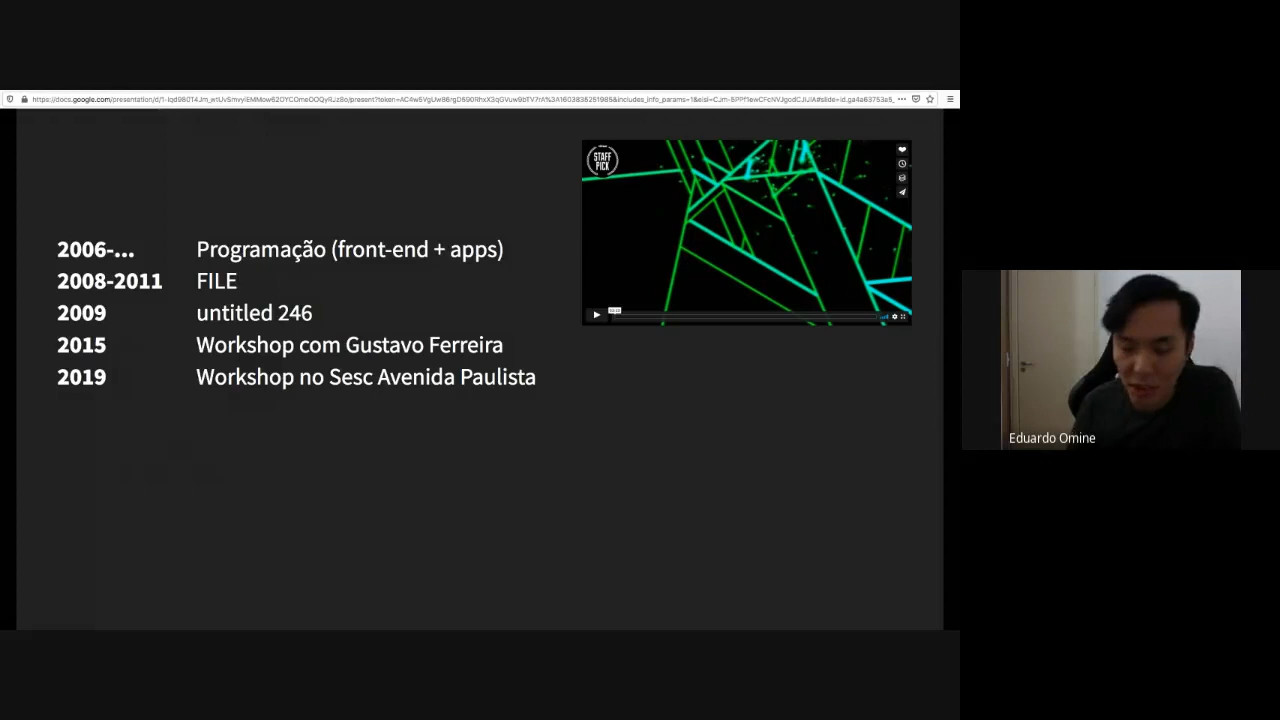 2006-... Programação (front-end + apps)
2008-2011 FILE
2009 untitled 246
2015 Workshop com Gustavo Ferreira
2019 Workshop no Sesc Avenida Paulista
STAFF
PICK
Eduardo Omine